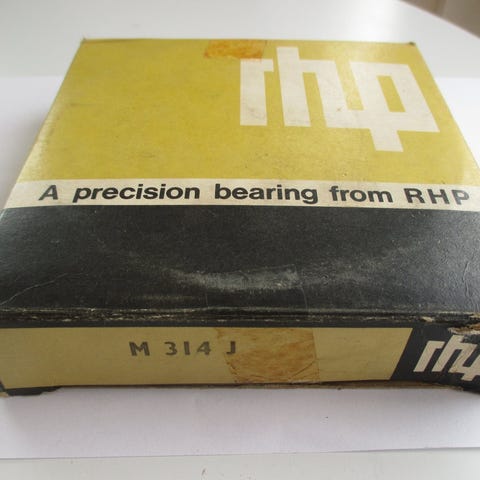 rhp
A precision bearing from RHP
M 314 J
rhp